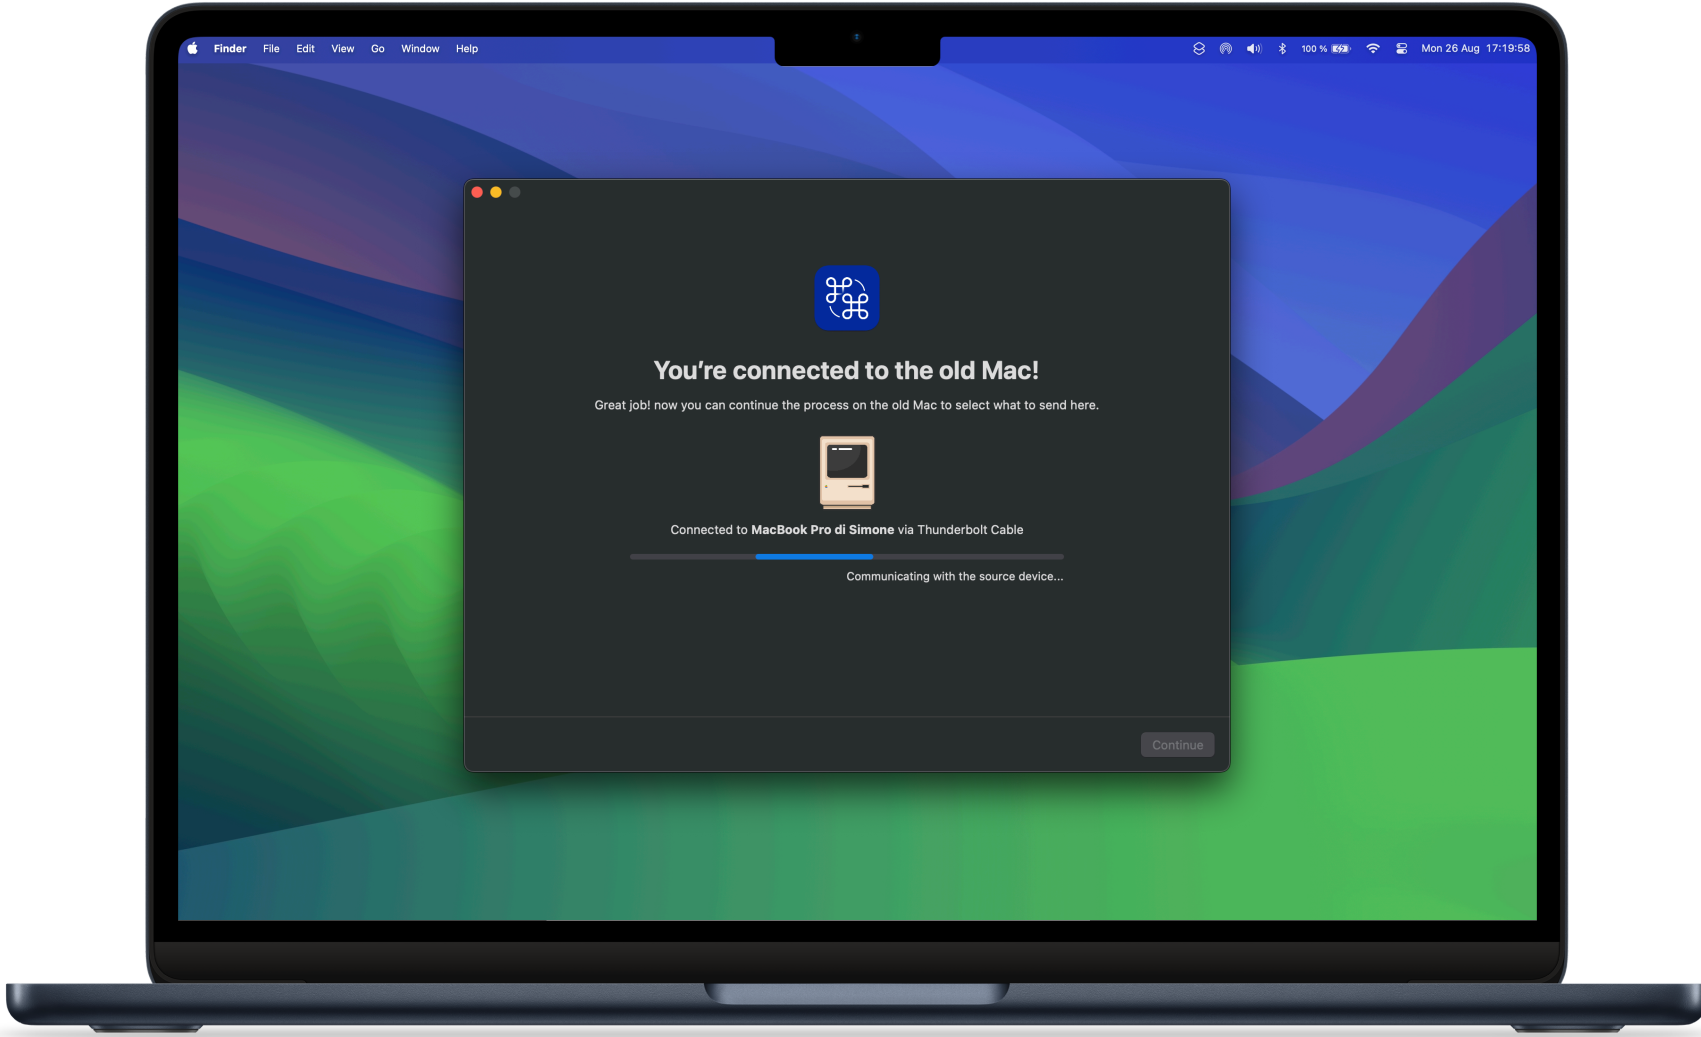 Finder File Edit View Go Window Help 100 % Mon 26 Aug 17:19:58
You're connected to the old Mac!
Great job! now you can continue the process on the old Mac to select what to send here.
Connected to MacBook Pro di Simone via Thunderbolt Cable
Communicating with the source device...
Continue